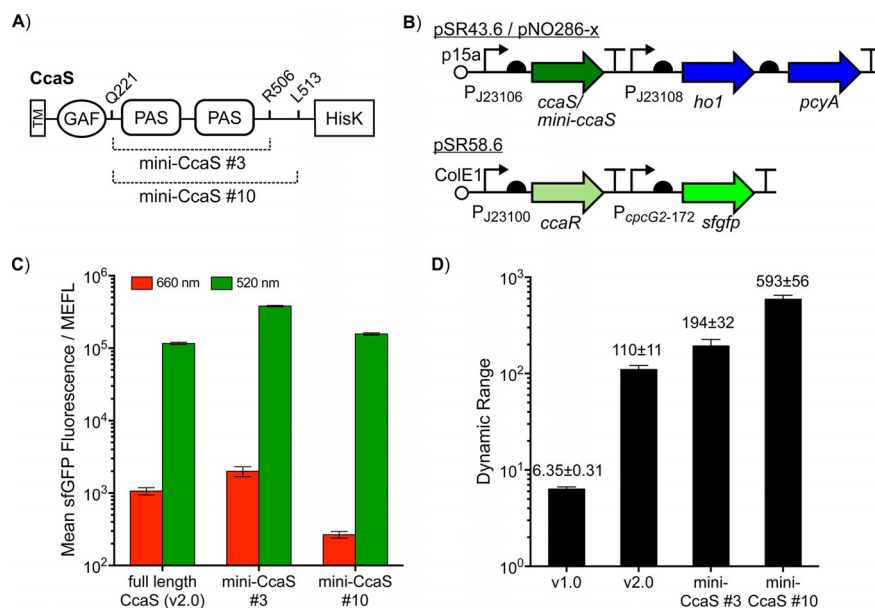 A)
CcaS
TM
GAF
Q221
PAS
PAS
R506
L513
HisK
mini-CcaS #3
mini-CcaS #10
B)
pSR43.6 / pNO286-x
p15a
PJ23106
ccaS/
mini-ccaS
PJ23108
ho1
pcyA
pSR58.6
ColE1
PJ23100
ccaR
PcpcG2-172
sfgfp
C)
Mean sfGFP Fluorescence / MEFL
10^6
10^5
10^4
10^3
10^2
660 nm
520 nm
full length
CcaS (v2.0)
mini-CcaS
#3
mini-CcaS
#10
D)
Dynamic Range
10^3
10^2
10^1
10^0
6.35±0.31
110±11
194±32
593±56
v1.0
v2.0
mini-
CcaS #3
mini-
CcaS #10